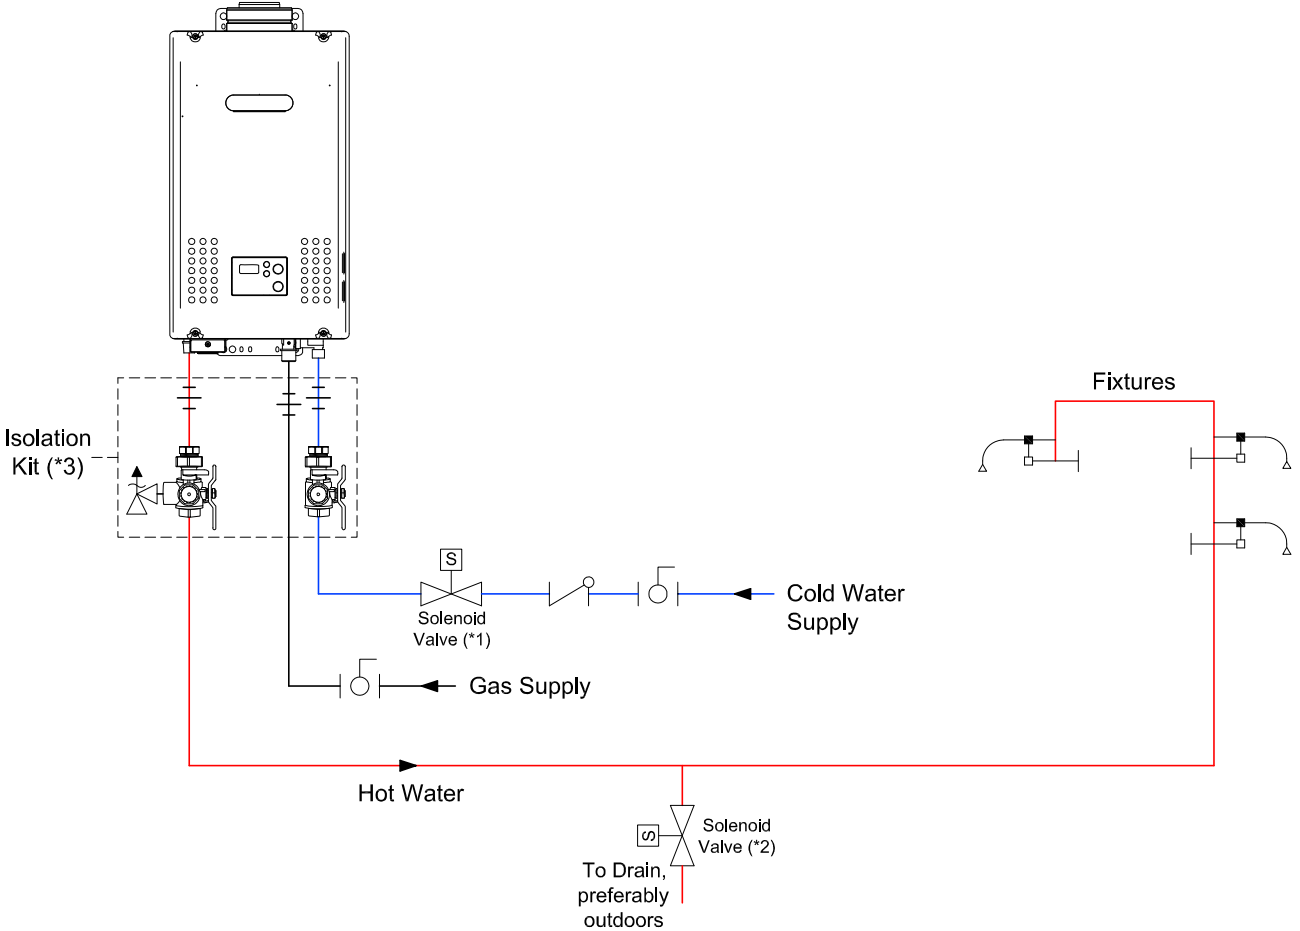 Fixtures
Isolation
Kit (*3)
S
Solenoid
Valve (*1)
Cold Water
Supply
Gas Supply
Hot Water
S
Solenoid
Valve (*2)
To Drain,
preferably
outdoors